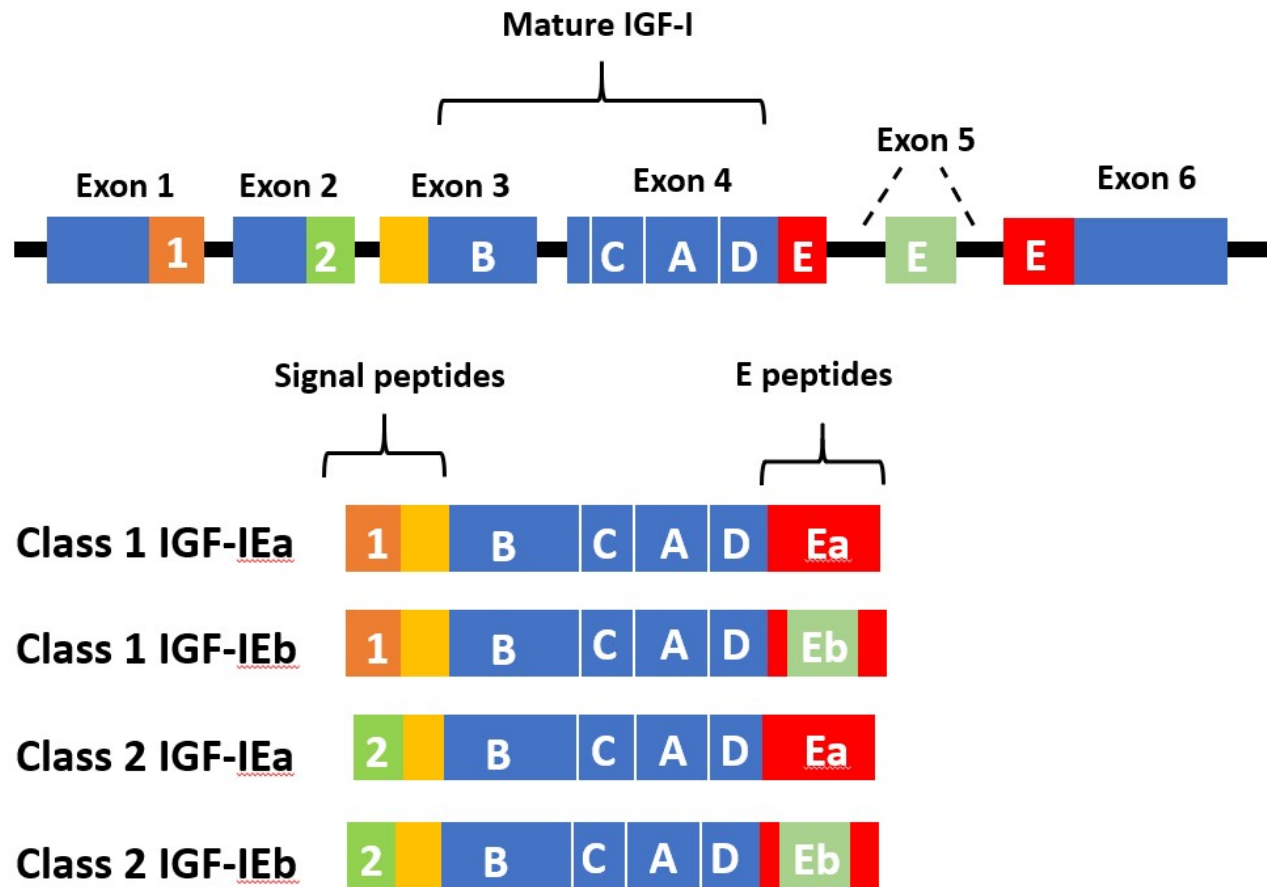 Mature IGF-I
Exon 5
Exon 1 Exon 2 Exon 3 Exon 4 Exon 6
1 2 B C A D E E E
Signal peptides E peptides
Class 1 IGF-IEa 1 B C A D Ea
Class 1 IGF-IEb 1 B C A D Eb
Class 2 IGF-IEa 2 B C A D Ea
Class 2 IGF-IEb 2 B C A D Eb